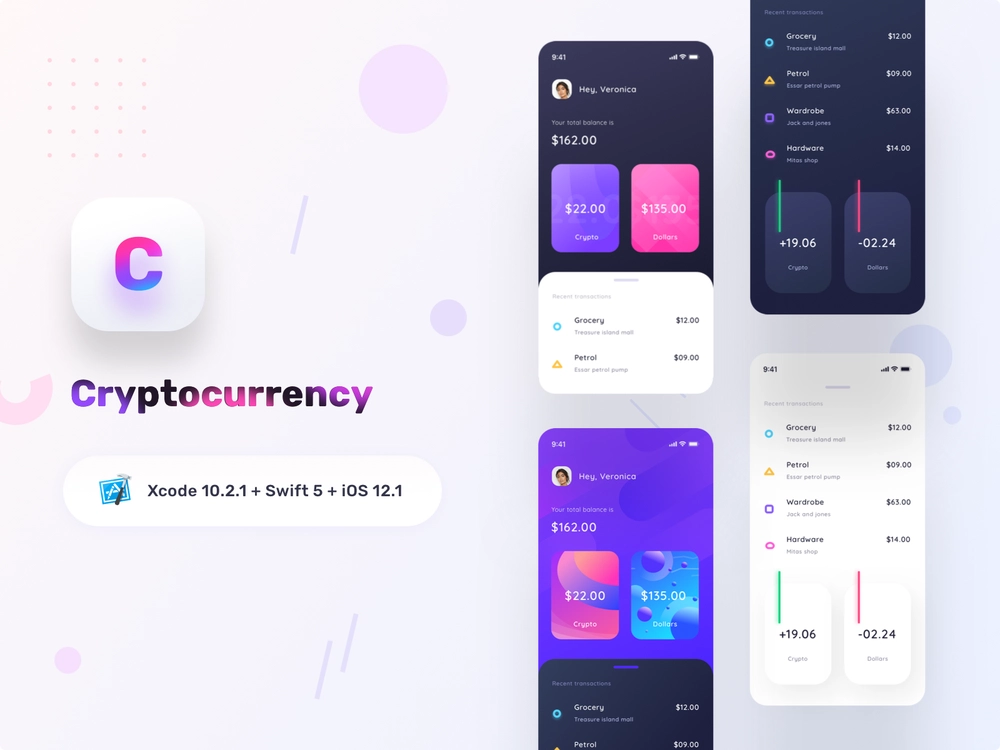 C
Cryptocurrency
Xcode 10.2.1 + Swift 5 + iOS 12.1
9:41
Hey, Veronica
Your total balance is
$162.00
$22.00 $135.00
Crypto Dollars
Recent transactions
Grocery $12.00
Treasure island mall
Petrol $09.00
Essar petrol pump
9:41
Hey, Veronica
Your total balance is
$162.00
$22.00 $135.00
Crypto Dollars
Recent transactions
Grocery $12.00
Treasure island mall
Petrol $09.00
Recent transactions
Grocery $12.00
Treasure island mall
Petrol $09.00
Essar petrol pump
Wardrobe $63.00
Jack and jones
Hardware $14.00
Mitas shop
+19.06 -02.24
Crypto Dollars
9:41
Recent transactions
Grocery $12.00
Treasure island mall
Petrol $09.00
Essar petrol pump
Wardrobe $63.00
Jack and jones
Hardware $14.00
Mitas shop
+19.06 -02.24
Crypto Dollars